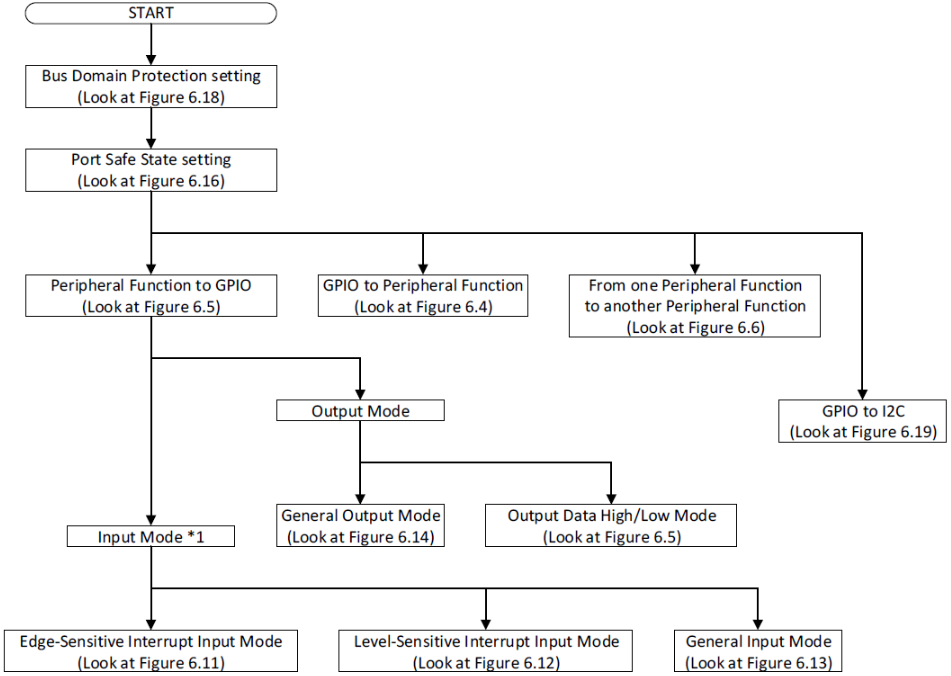 START
Bus Domain Protection setting
(Look at Figure 6.18)
Port Safe State setting
(Look at Figure 6.16)
Peripheral Function to GPIO
(Look at Figure 6.5)
GPIO to Peripheral Function
(Look at Figure 6.4)
From one Peripheral Function
to another Peripheral Function
(Look at Figure 6.6)
GPIO to I2C
(Look at Figure 6.19)
Output Mode
General Output Mode
(Look at Figure 6.14)
Output Data High/Low Mode
(Look at Figure 6.5)
Input Mode *1
Edge-Sensitive Interrupt Input Mode
(Look at Figure 6.11)
Level-Sensitive Interrupt Input Mode
(Look at Figure 6.12)
General Input Mode
(Look at Figure 6.13)